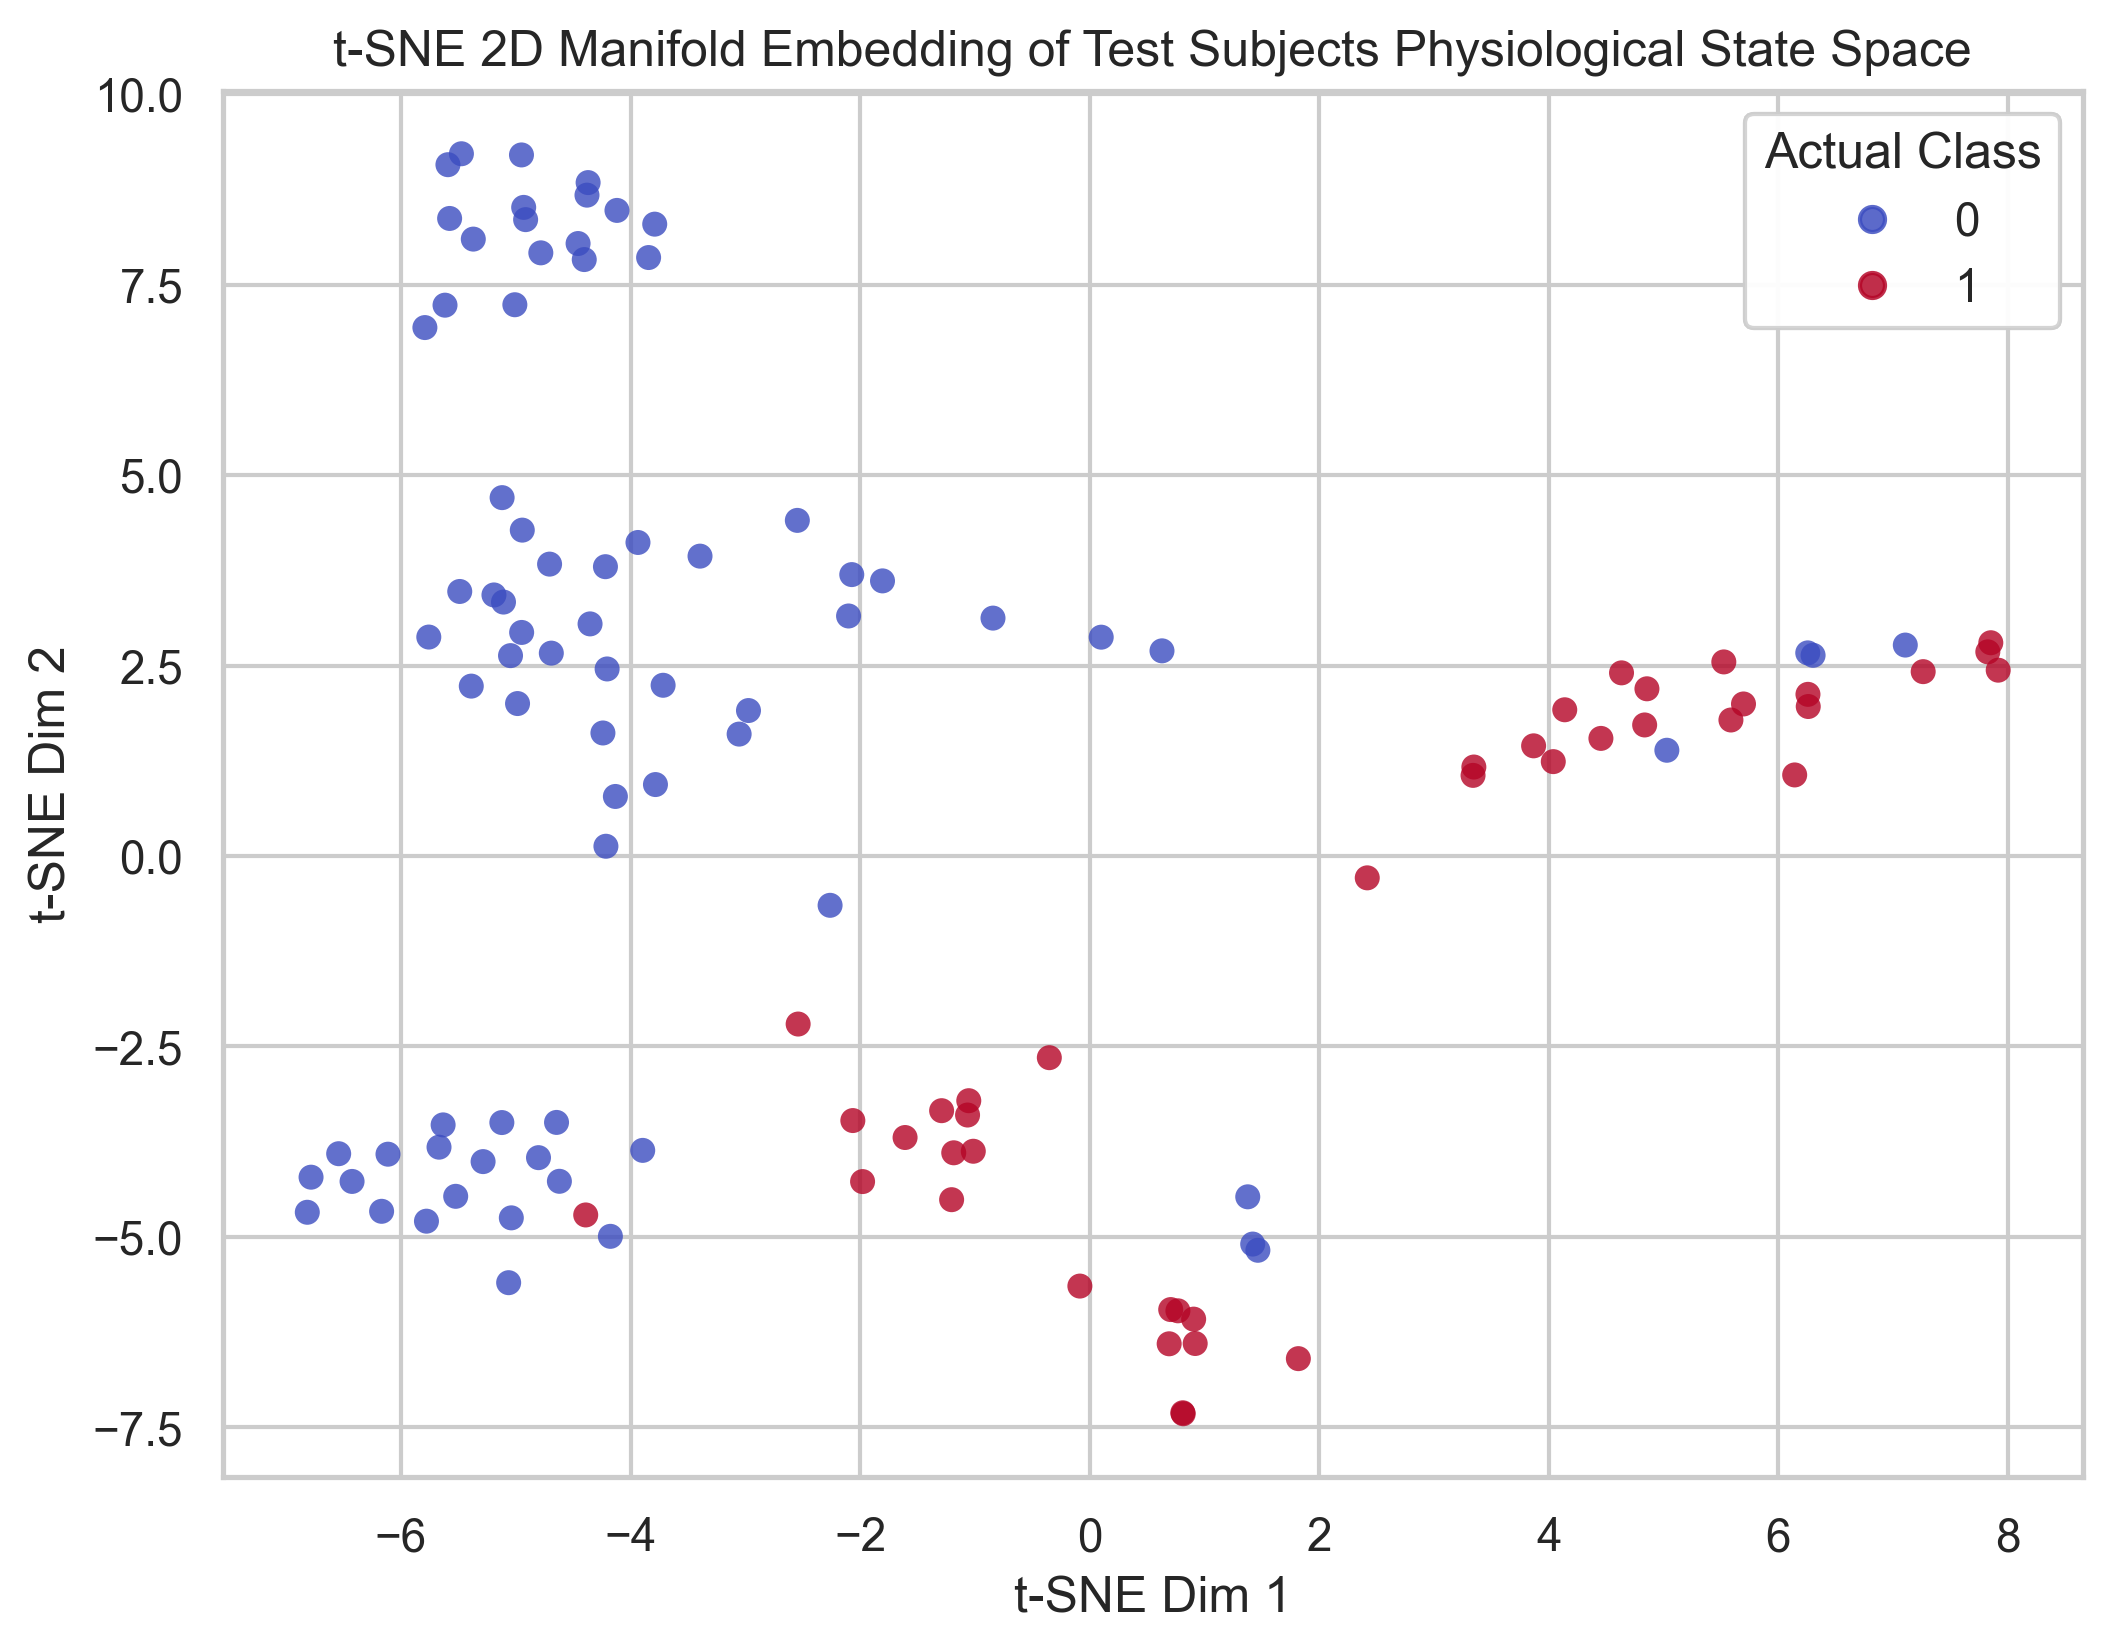 t-SNE 2D Manifold Embedding of Test Subjects Physiological State Space
10.0
7.5
5.0
2.5
0.0
−2.5
−5.0
−7.5
t-SNE Dim 2
Actual Class
0
1
−6 −4 −2 0 2 4 6 8
t-SNE Dim 1